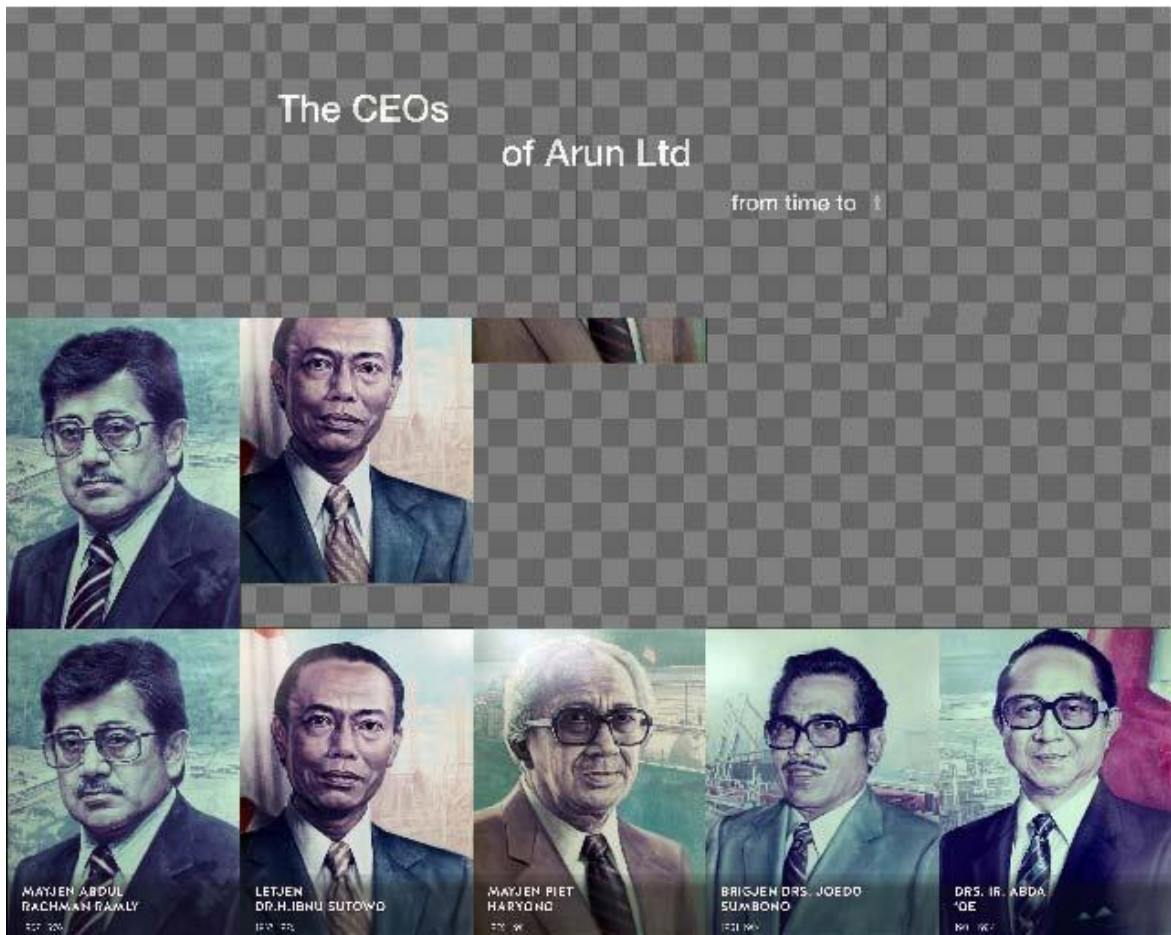 The CEOs
of Arun Ltd
from time to t
MAYJEN ABDUL
RACHMAN RAMLY
LETJEN
DR.H.IBNU SUTOWO
MAYJEN PIET
HARYONO
BRIGJEN DRS. JOEDO
SUMBONO
DRS. IR. ABDA
'OE